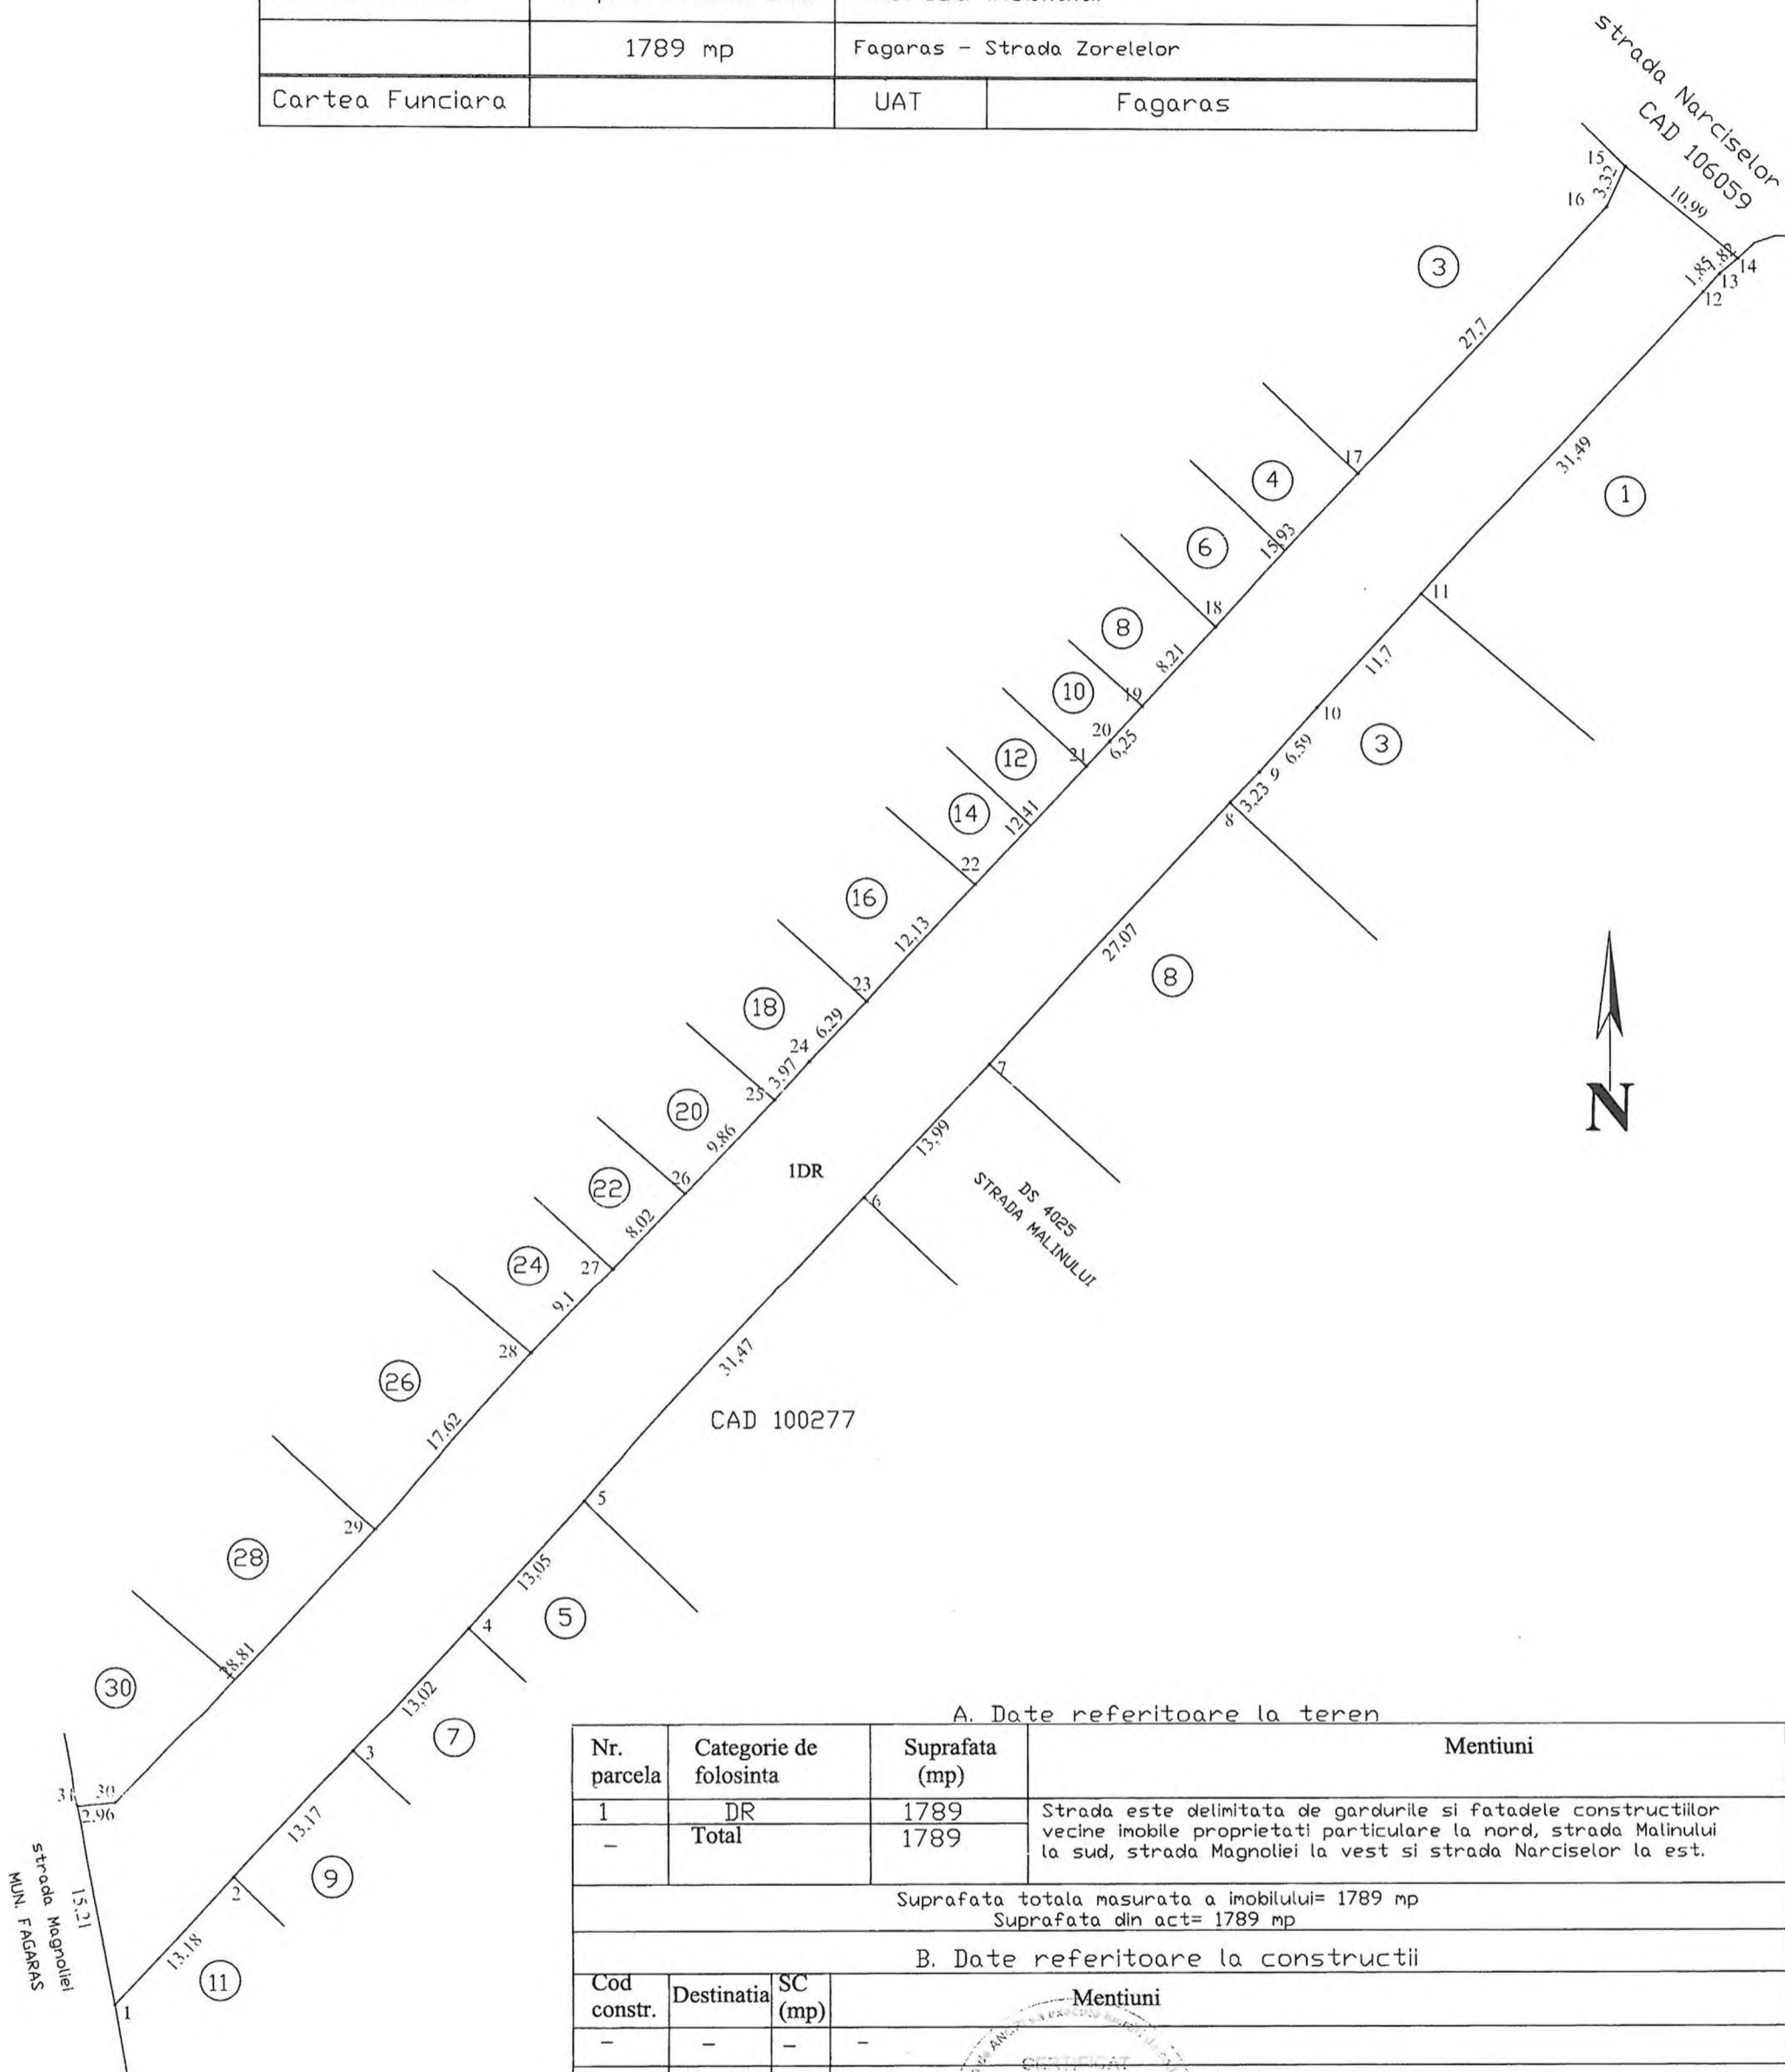 1789 mp
Fagaras - Strada Zorelelor
Cartea Funciara
UAT
Fagaras
strada Narciselor
CAD 106059
15
3,32
16
10.99
1,82
1,85
14
13
12
3
27,7
31,49
17
4
1
15,93
6
18
11
8
8.21
11,7
10
19
10
20
6,25
3
12
21
6.59
9
3,23
14
12,41
8
22
16
12,13
27.07
8
23
18
6.29
24
3.97
25
7
N
20
9.86
13,99
1DR
26
22
8.02
6
DS 4025
STRADA MALINULUI
24
27
9.1
28
31,47
26
17.62
CAD 100277
5
29
28
13,05
5
4
28.81
30
13,02
7
3
31
30
2.96
13.17
9
2
15.21
strada Magnoliei
MUN. FAGARAS
13.18
11
1
A. Date referitoare la teren
Nr. parcela
Categorie de folosinta
Suprafata (mp)
Mentiuni
1
DR
1789
Strada este delimitata de gardurile si fatadele constructiilor
vecine imobile proprietati particulare la nord, strada Malinului
la sud, strada Magnoliei la vest si strada Narciselor la est.
-
Total
1789
Suprafata totala masurata a imobilului= 1789 mp
Suprafata din act= 1789 mp
B. Date referitoare la constructii
Cod constr.
Destinatia
SC (mp)
Mentiuni
-
-
-
-
CERTIFICAT